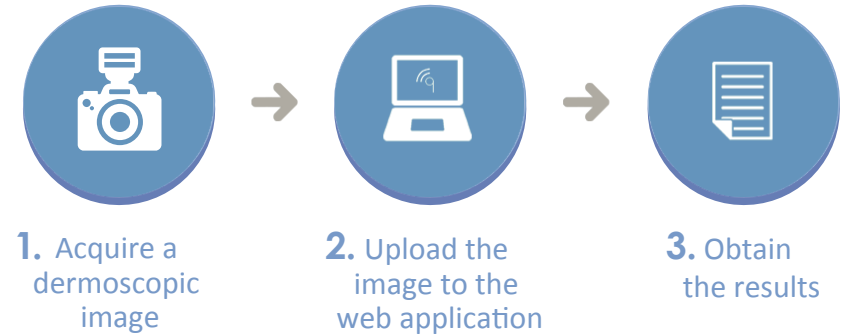 1. Acquire a
dermoscopic
image
2. Upload the
image to the
web application
3. Obtain
the results